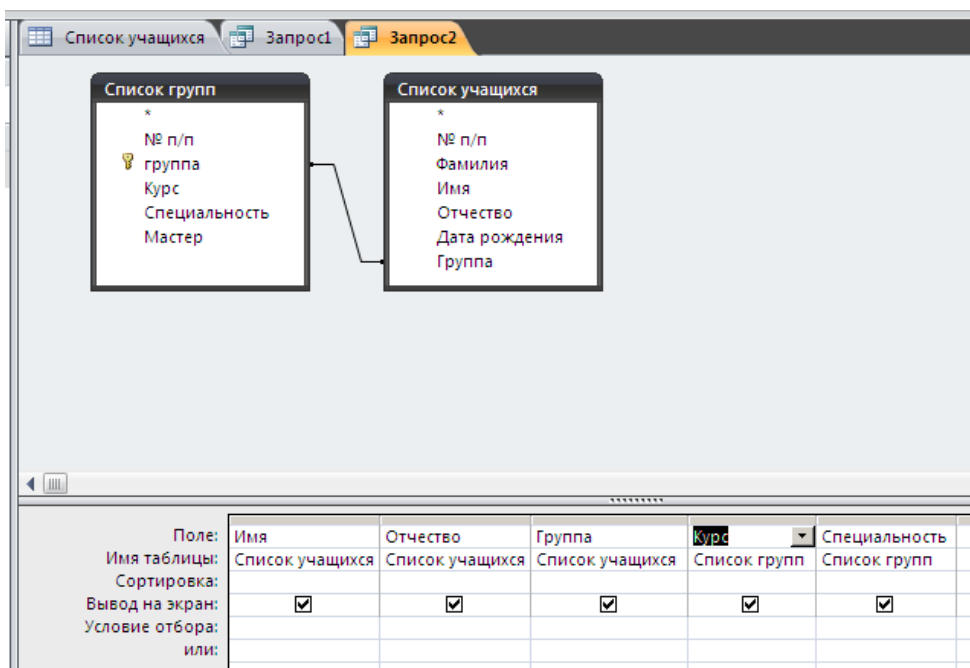 Список учащихся Запрос1 Запрос2
Список групп
*
№ п/п
группа
Курс
Специальность
Мастер
Список учащихся
*
№ п/п
Фамилия
Имя
Отчество
Дата рождения
Группа
Поле: Имя Отчество Группа Курс Специальность
Имя таблицы: Список учащихся Список учащихся Список учащихся Список групп Список групп
Сортировка:
Вывод на экран:
Условие отбора:
или: